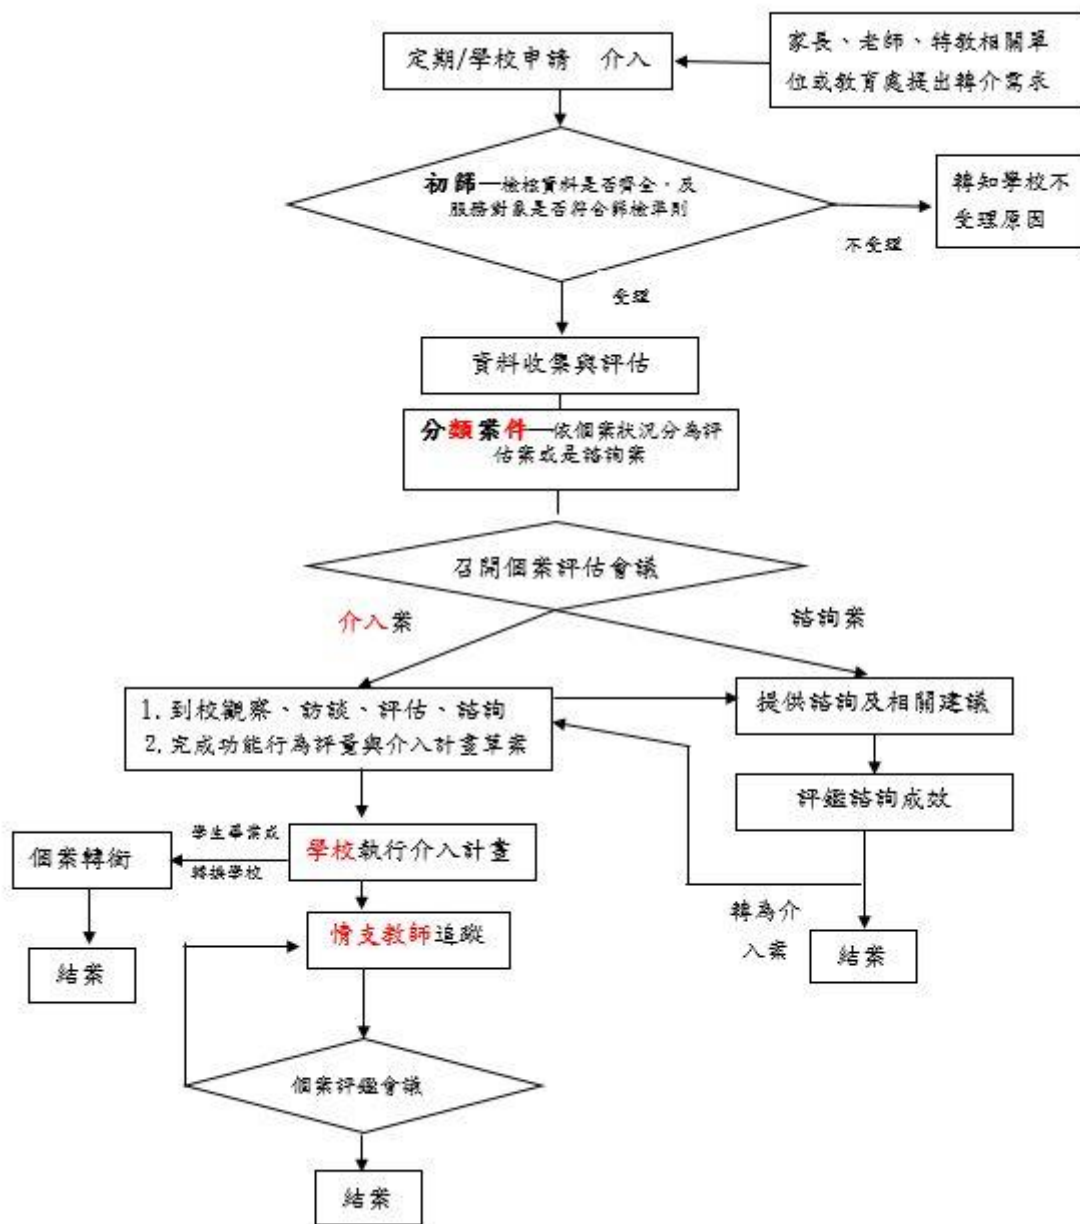 定期/學校申請 介入
家長、老師、特教相關單
位或教育處提出轉介需求
初篩—檢核資料是否齊全，及
服務對象是否符合篩檢準則
轉知學校不
受理原因
不受理
受理
資料收集與評估
分類案件—依個案狀況分為評
估案或是諮詢案
召開個案評估會議
介入案
諮詢案
1.到校觀察、訪談、評估、諮詢
2.完成功能行為評量與介入計畫草案
提供諮詢及相關建議
評鑑諮詢成效
個案轉銜
學生畢業或
轉換學校
學校執行介入計畫
轉為介
入案
結案
情支教師追蹤
結案
個案評鑑會議
結案